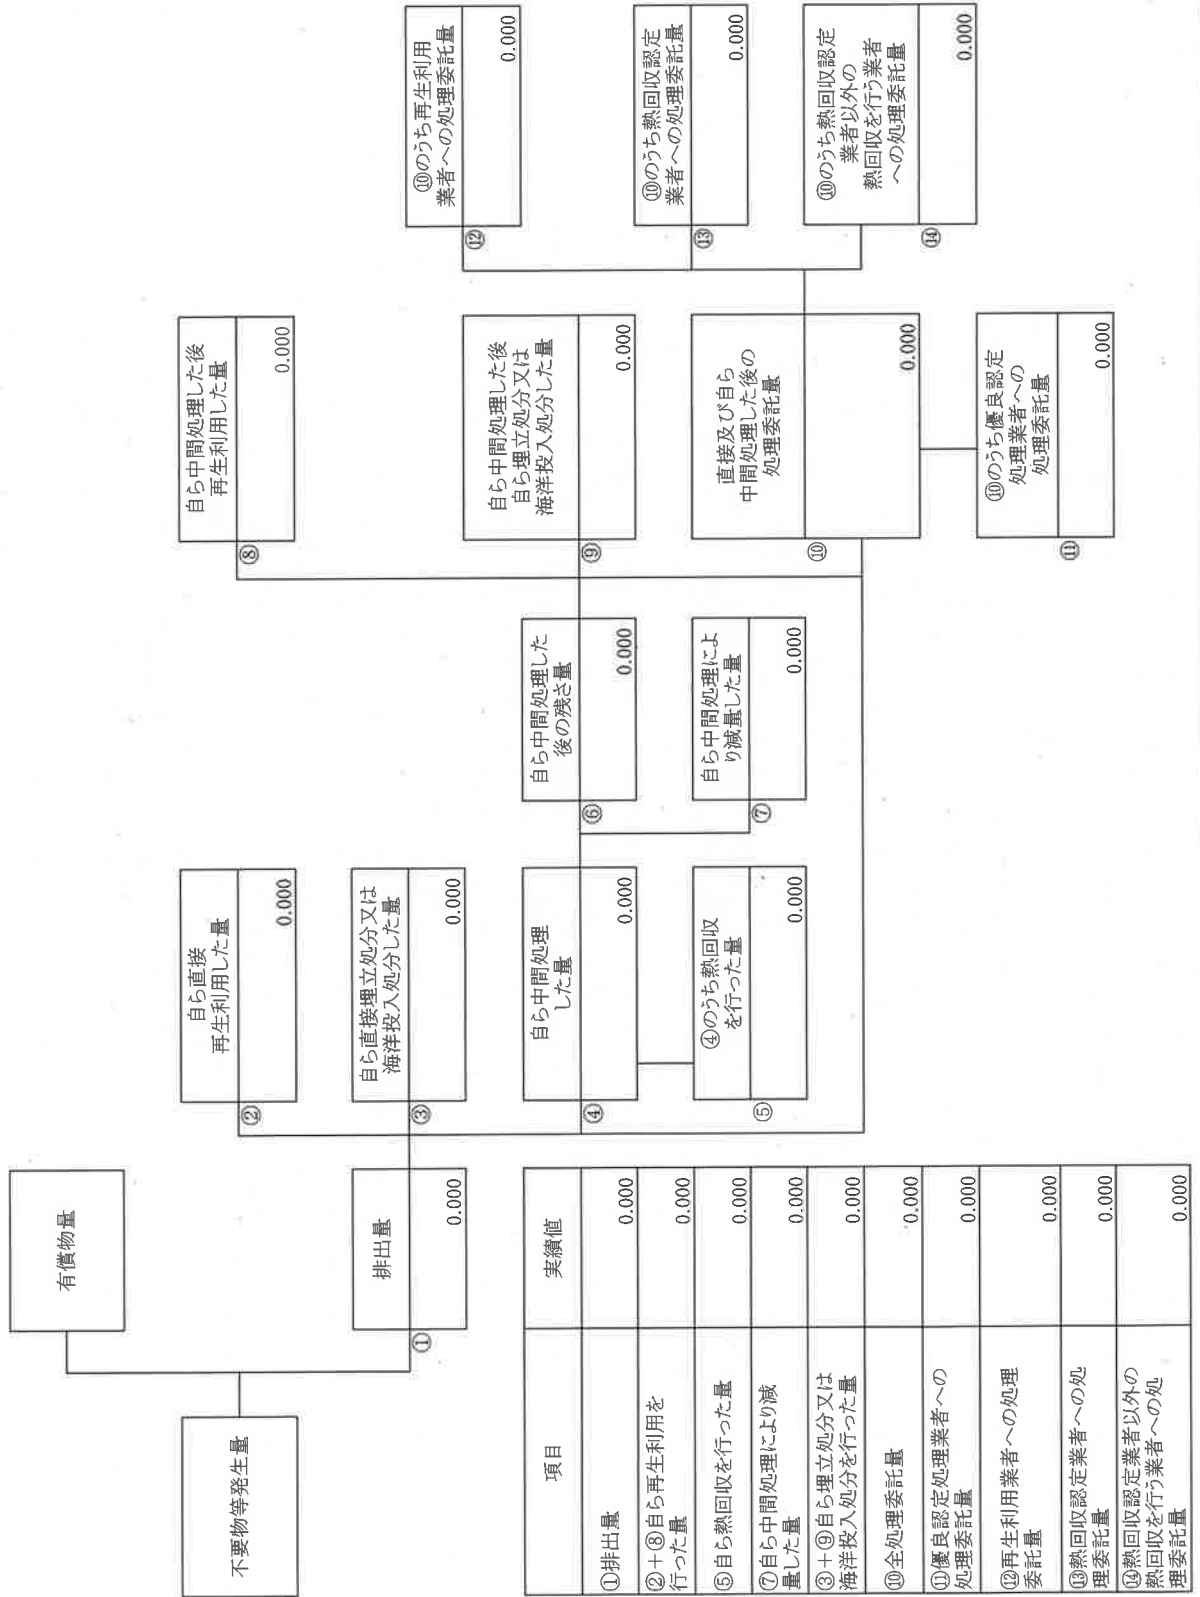 不要物等発生量
有償物量
排出量
①
0.000
自ら直接
再生利用した量
②
0.000
自ら直接埋立処分又は
海洋投入処分した量
③
0.000
自ら中間処理
した量
④
0.000
④のうち熱回収
を行った量
⑤
0.000
自ら中間処理した
後の残さ量
⑥
0.000
自ら中間処理によ
り減量した量
⑦
0.000
自ら中間処理した後
再生利用した量
⑧
0.000
自ら中間処理した後
自ら埋立処分又は
海洋投入処分した量
⑨
0.000
直接及び自ら
中間処理した後の
処理委託量
⑩
0.000
⑩のうち優良認定
処理業者への
処理委託量
⑪
0.000
⑩のうち再生利用
業者への処理委託量
⑫
0.000
⑩のうち熱回収認定
業者への処理委託量
⑬
0.000
⑩のうち熱回収認定
業者以外の
熱回収を行う業者
への処理委託量
⑭
0.000
項目
実績値
①排出量
0.000
②+⑧自ら再生利用を
行った量
0.000
⑤自ら熱回収を行った量
0.000
⑦自ら中間処理により減
量した量
0.000
③+⑨自ら埋立処分又は
海洋投入処分を行った量
0.000
⑩全処理委託量
0.000
⑪優良認定処理業者への
処理委託量
0.000
⑫再生利用業者への処理
委託量
0.000
⑬熱回収認定業者への処
理委託量
0.000
⑭熱回収認定業者以外の
熱回収を行う業者への処
理委託量
0.000